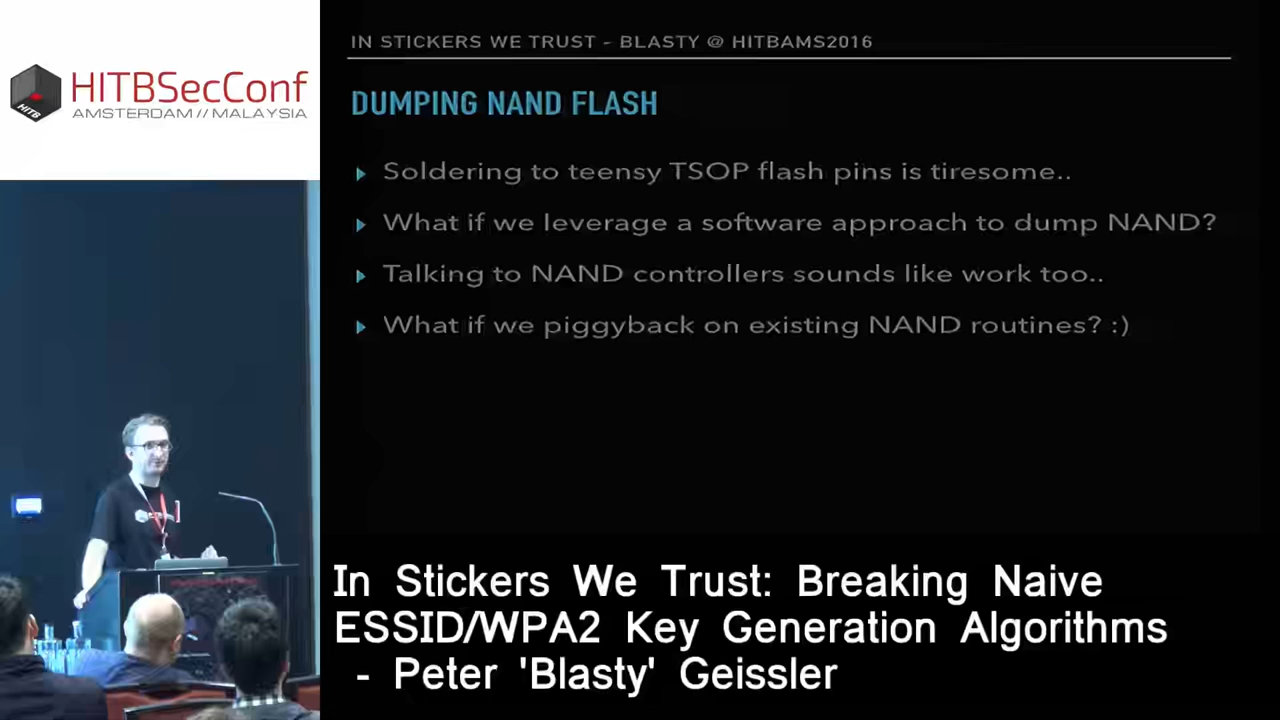 HITBSecConf
AMSTERDAM // MALAYSIA
HITB
IN STICKERS WE TRUST - BLASTY @ HITBAMS2016
DUMPING NAND FLASH
Soldering to teensy TSOP flash pins is tiresome..
What if we leverage a software approach to dump NAND?
Talking to NAND controllers sounds like work too..
What if we piggyback on existing NAND routines? :)
In Stickers We Trust: Breaking Naive
ESSID/WPA2 Key Generation Algorithms
- Peter 'Blasty' Geissler